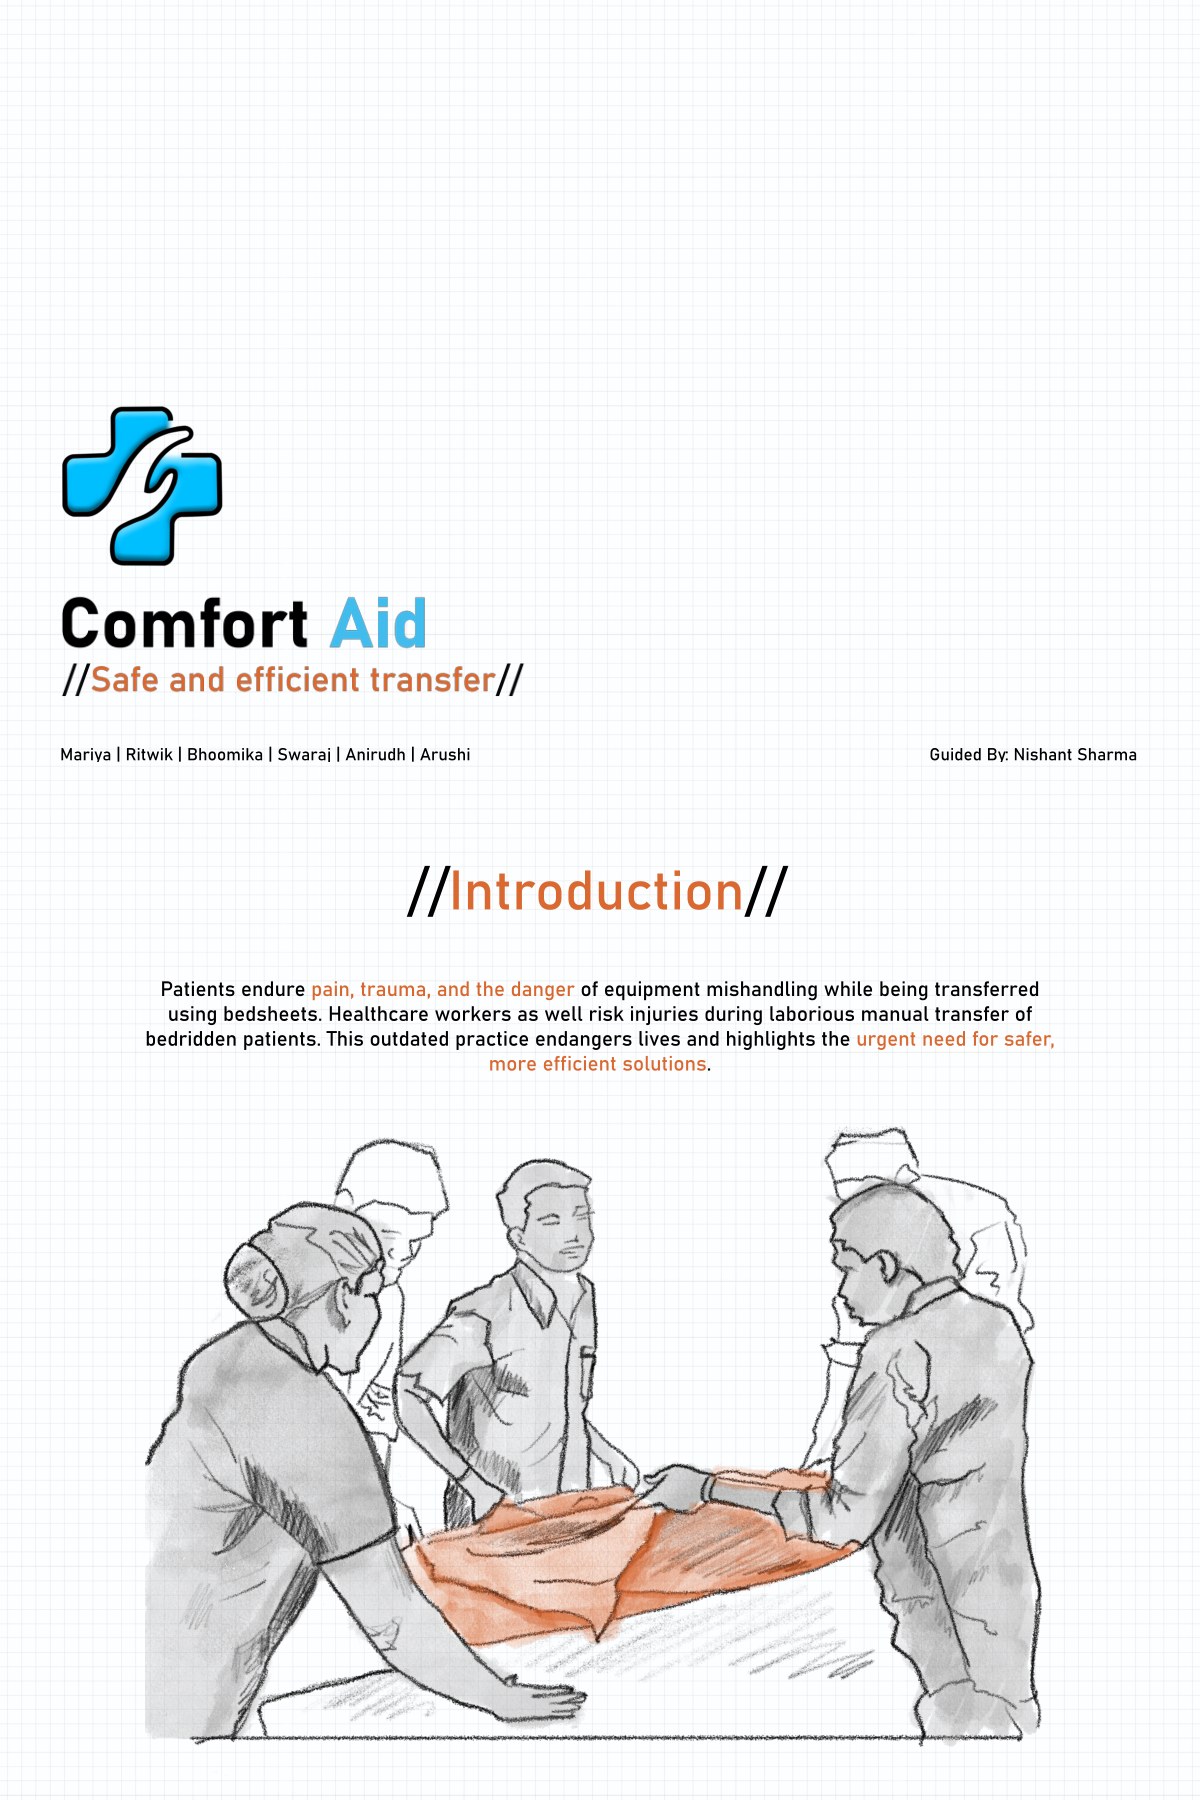 Comfort Aid
//Safe and efficient transfer//
Mariya | Ritwik | Bhoomika | Swaraj | Anirudh | Arushi
Guided By: Nishant Sharma
//Introduction//
Patients endure pain, trauma, and the danger of equipment mishandling while being transferred
using bedsheets. Healthcare workers as well risk injuries during laborious manual transfer of
bedridden patients. This outdated practice endangers lives and highlights the urgent need for safer,
more efficient solutions.